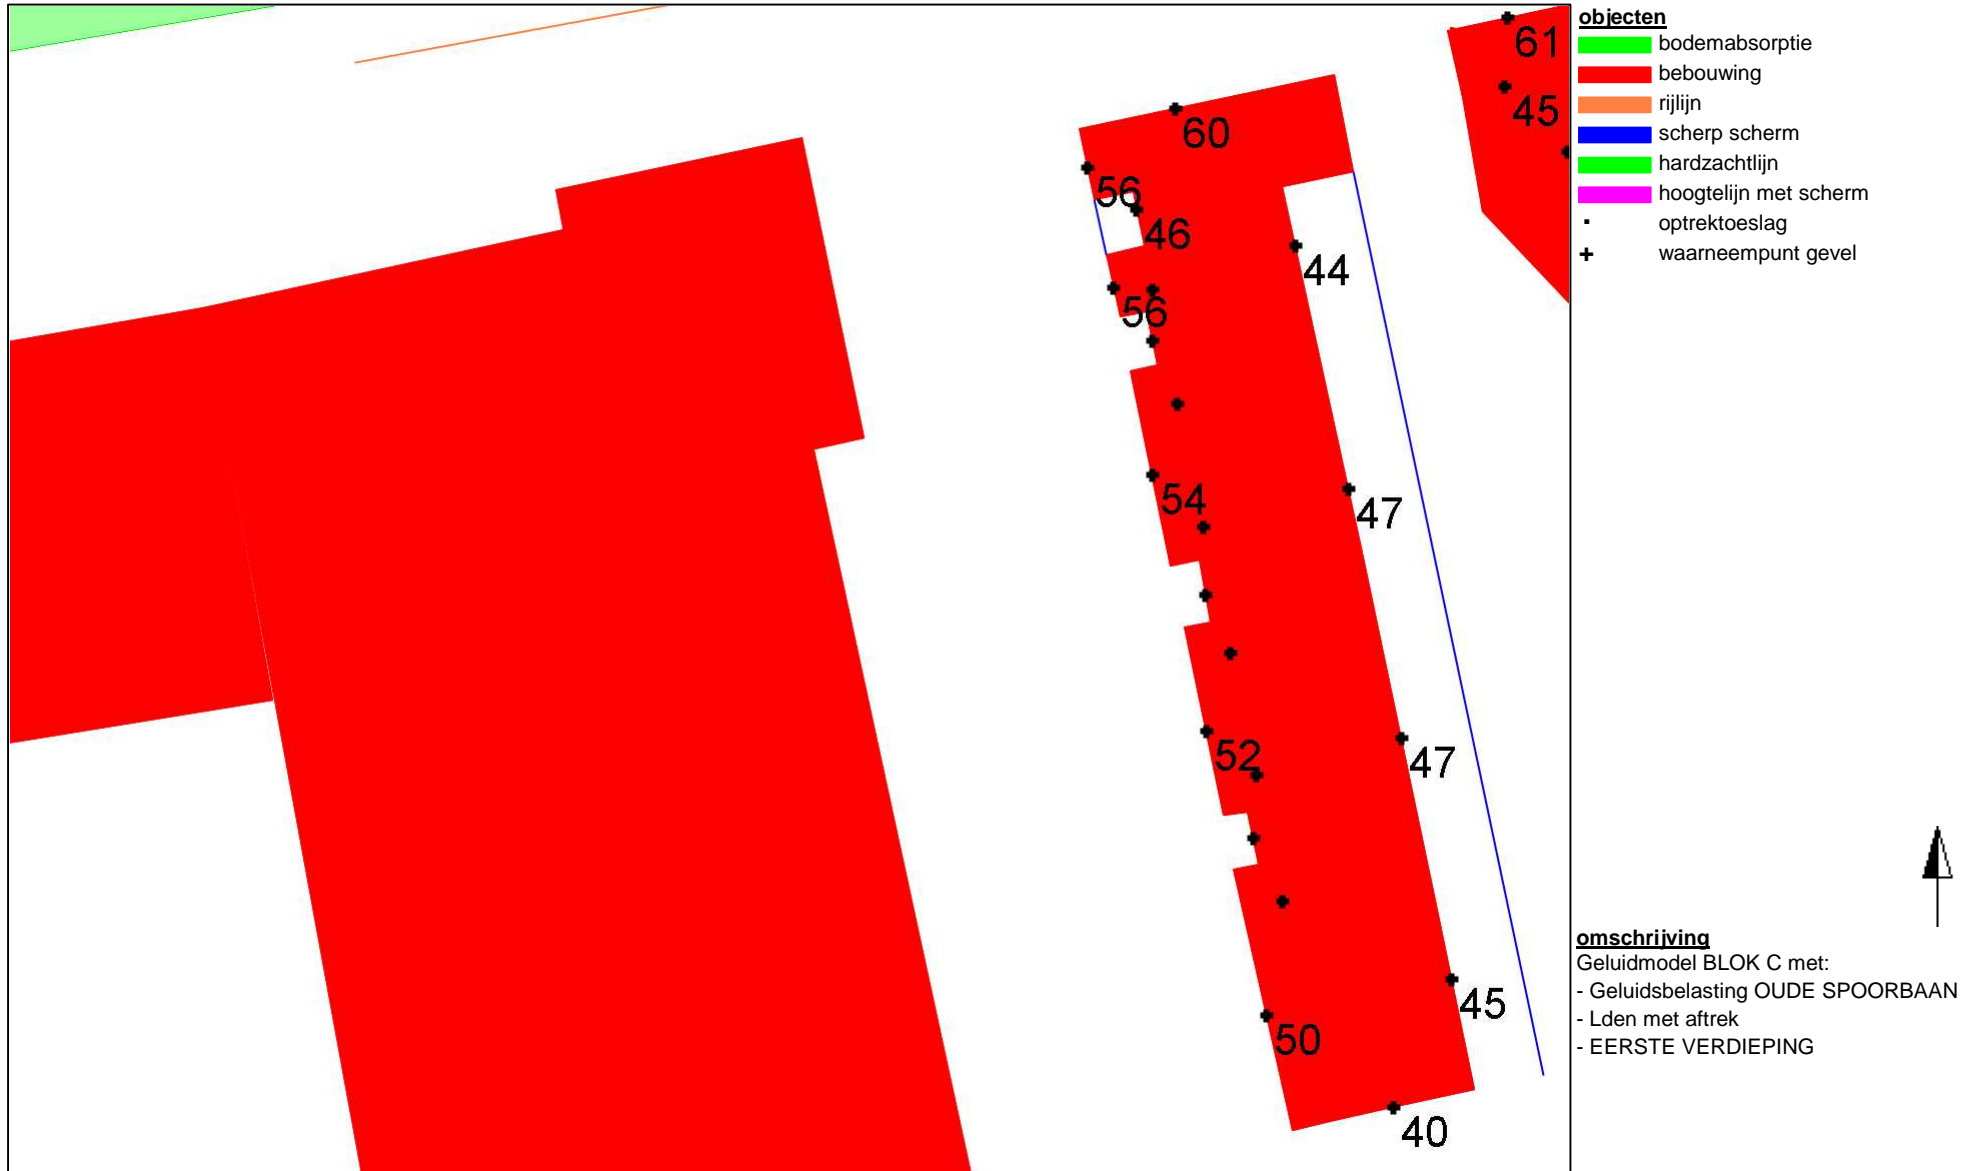 61
45
60
56
46
44
56
54
47
52
47
45
50
40
objecten
bodemabsorptie
bebouwing
rijlijn
scherp scherm
hardzachtlijn
hoogtelijn met scherm
optrektoeslag
waarneempunt gevel
omschrijving
Geluidmodel BLOK C met:
- Geluidsbelasting OUDE SPOORBAAN
- Lden met aftrek
- EERSTE VERDIEPING